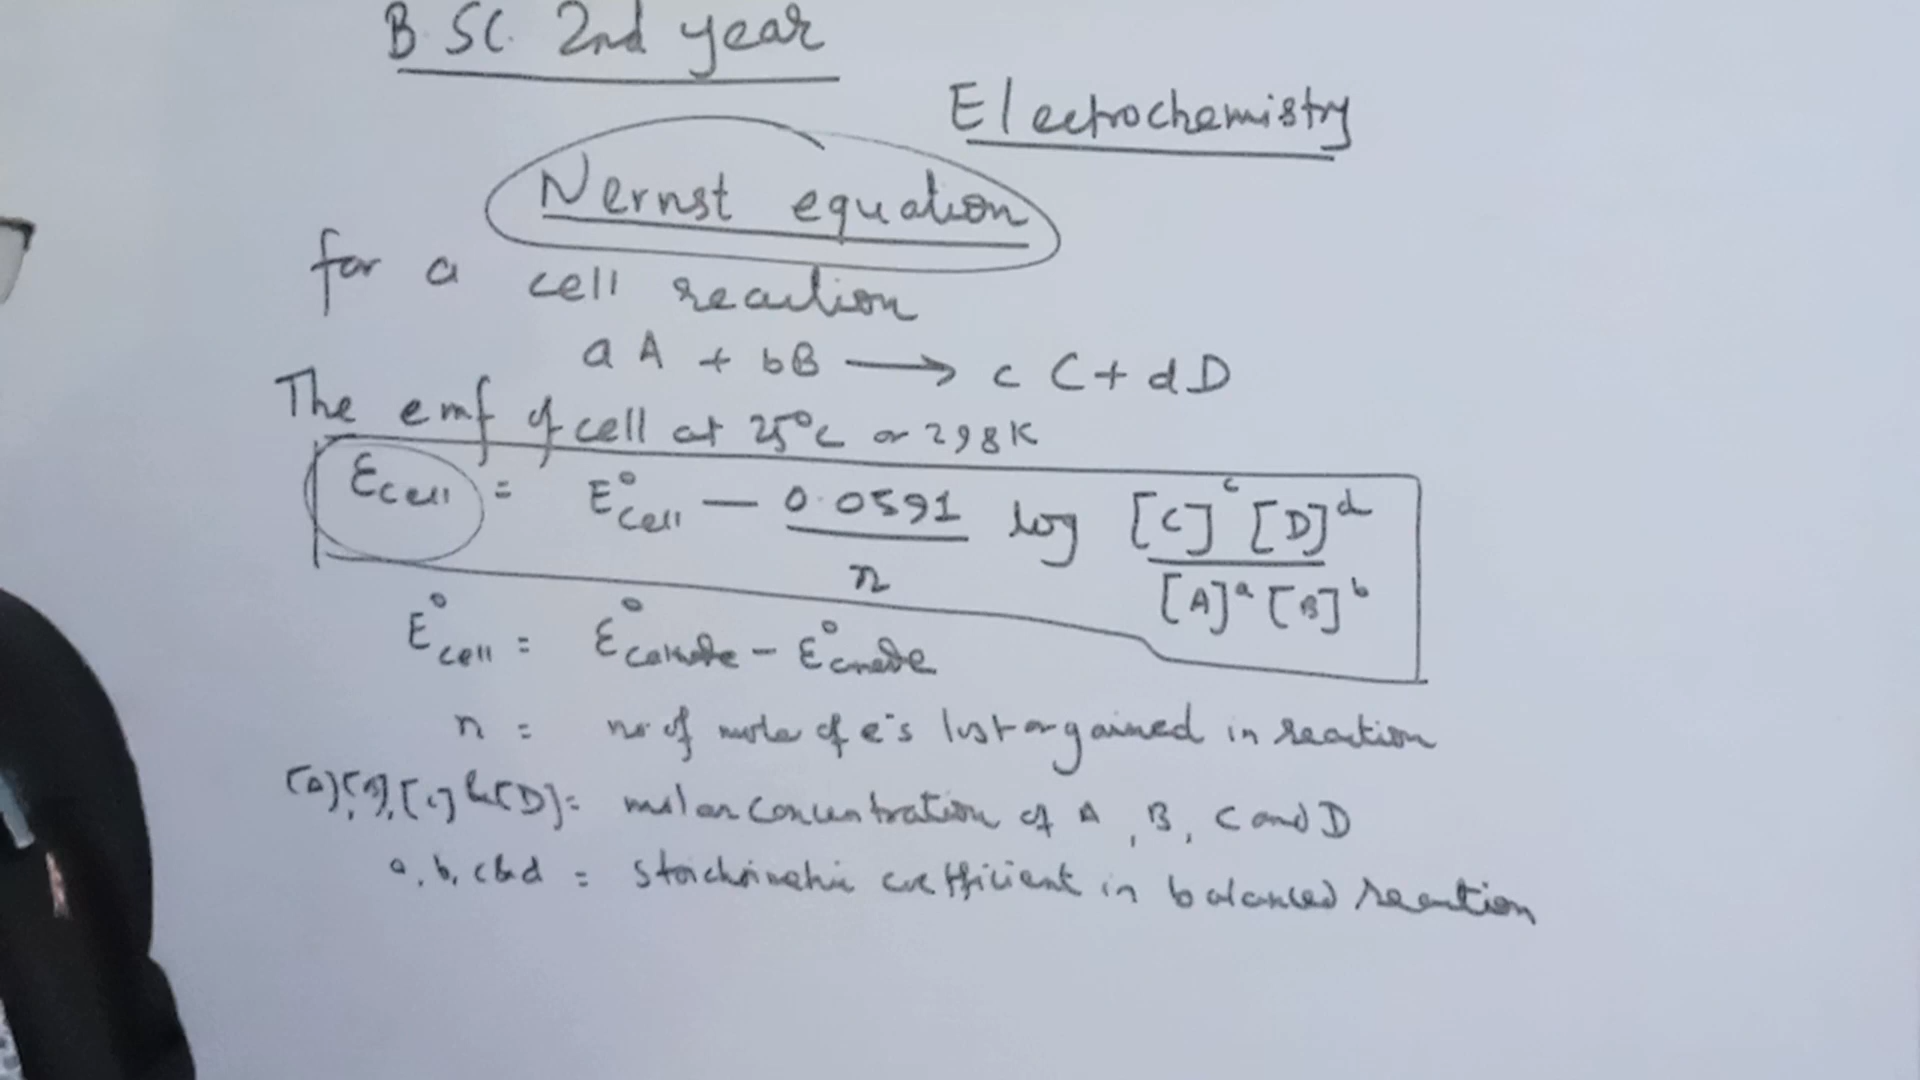 B.SC. 2nd year
Electrochemistry
Nernst equation
for a cell reaction
a A + bB ⟶ c C + dD
The emf of cell at 25°C or 298K
Ecell = E°cell — 0.0591/n log [C]^c [D]^d / [A]^a [B]^b
E°cell = E°cathode - E°anode
n = no of mole of e's lost or gained in reaction
[A], [B], [C] & [D] = molar concentration of A, B, C and D
a, b, c & d = stoichiometric coefficient in balanced reaction